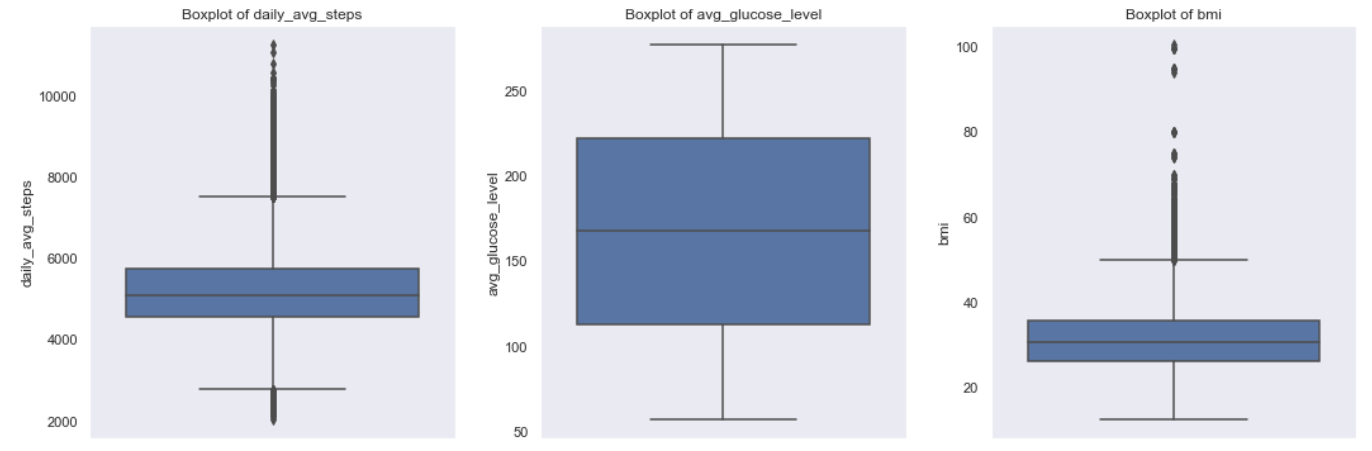 Boxplot of daily_avg_steps
daily_avg_steps
10000
8000
6000
4000
2000
Boxplot of avg_glucose_level
avg_glucose_level
250
200
150
100
50
Boxplot of bmi
bmi
100
80
60
40
20